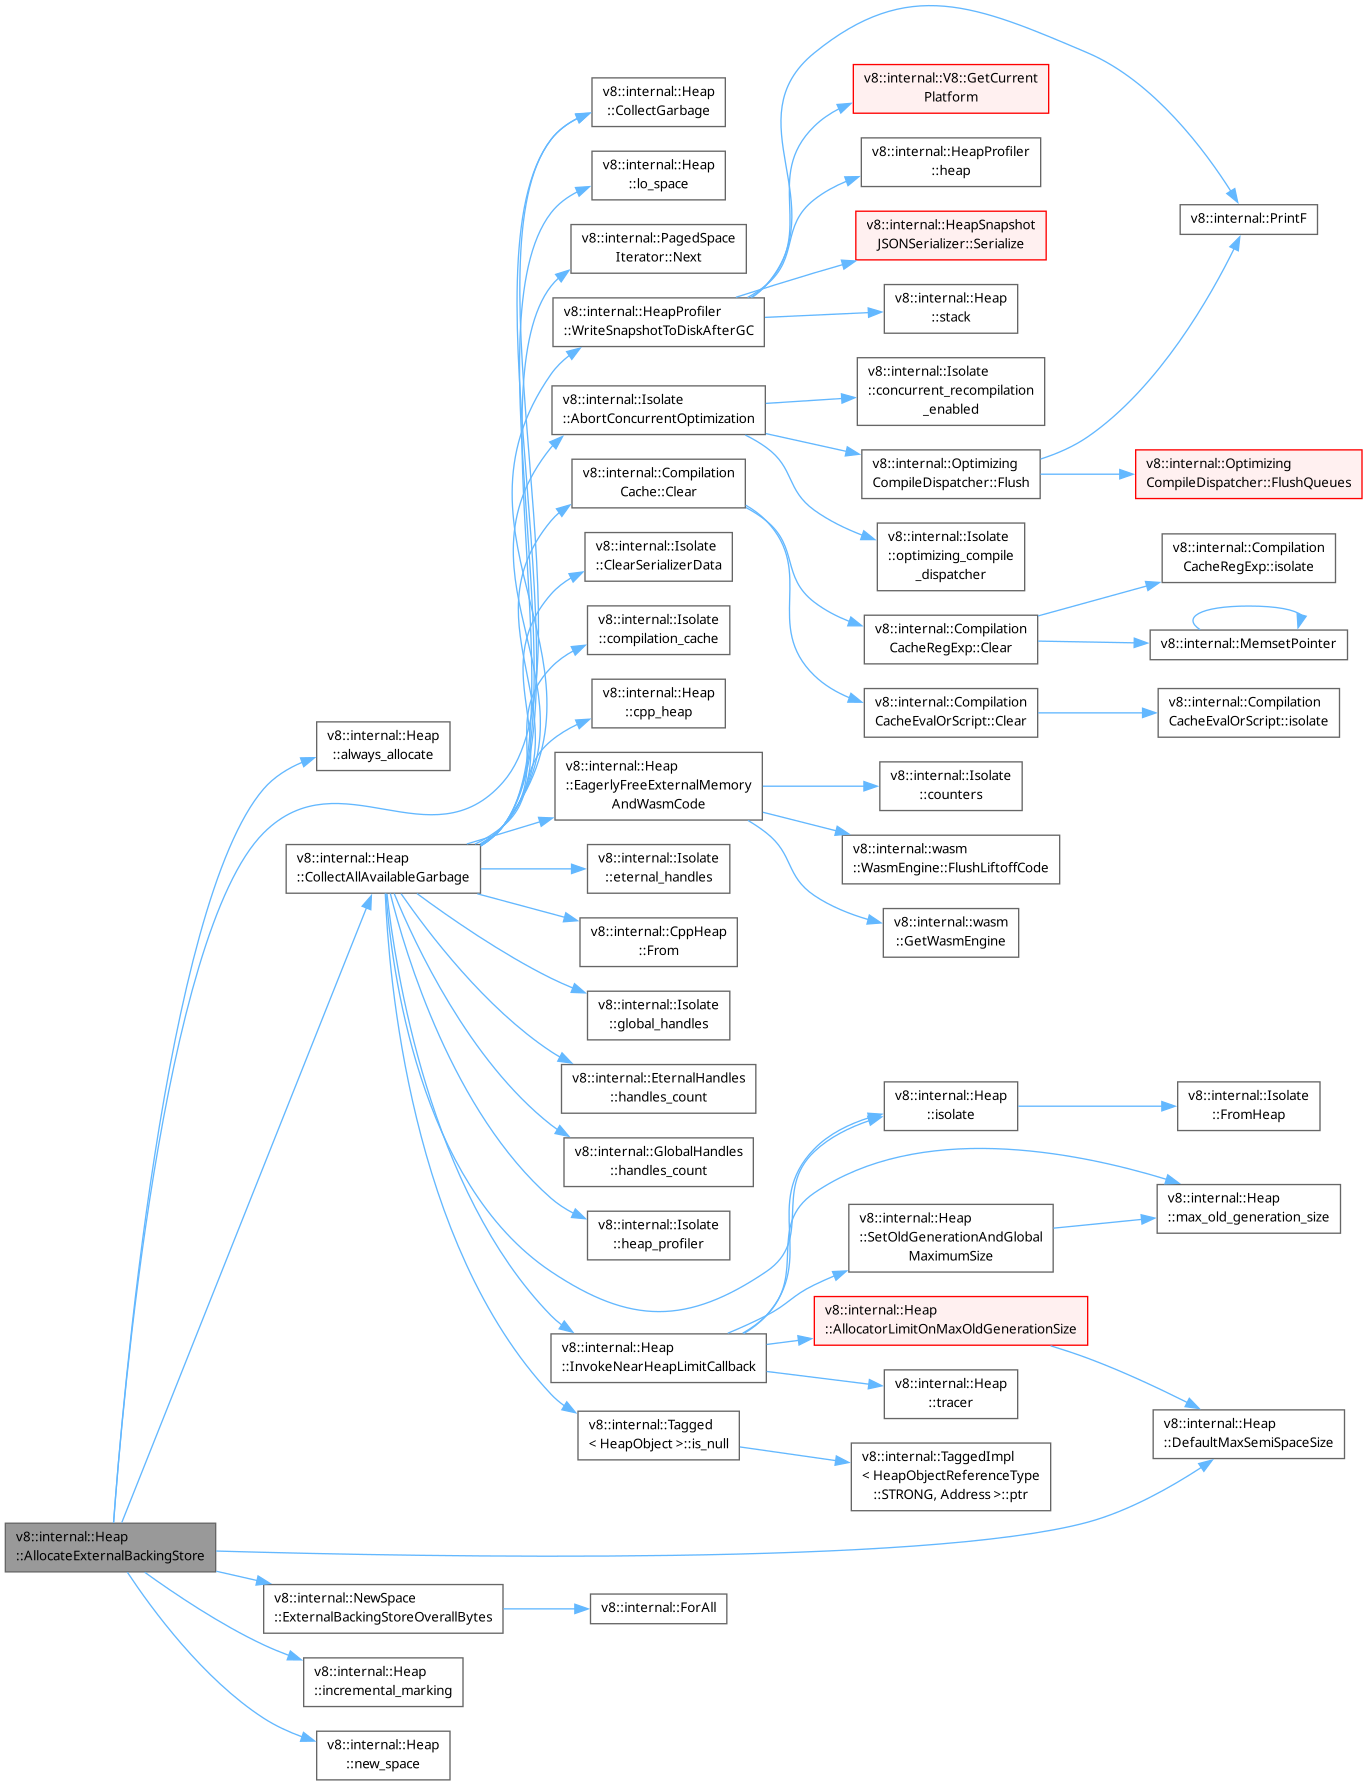 v8::internal::Heap
::CollectGarbage
v8::internal::Heap
::lo_space
v8::internal::PagedSpace
Iterator::Next
v8::internal::HeapProfiler
::WriteSnapshotToDiskAfterGC
v8::internal::Isolate
::AbortConcurrentOptimization
v8::internal::Compilation
Cache::Clear
v8::internal::Isolate
::ClearSerializerData
v8::internal::Isolate
::compilation_cache
v8::internal::Heap
::cpp_heap
v8::internal::Heap
::EagerlyFreeExternalMemory
AndWasmCode
v8::internal::Isolate
::eternal_handles
v8::internal::CppHeap
::From
v8::internal::Isolate
::global_handles
v8::internal::EternalHandles
::handles_count
v8::internal::GlobalHandles
::handles_count
v8::internal::Isolate
::heap_profiler
v8::internal::Heap
::InvokeNearHeapLimitCallback
v8::internal::Tagged
< HeapObject >::is_null
v8::internal::ForAll
v8::internal::V8::GetCurrent
Platform
v8::internal::HeapProfiler
::heap
v8::internal::HeapSnapshot
JSONSerializer::Serialize
v8::internal::Heap
::stack
v8::internal::Isolate
::concurrent_recompilation
_enabled
v8::internal::Optimizing
CompileDispatcher::Flush
v8::internal::Isolate
::optimizing_compile
_dispatcher
v8::internal::Compilation
CacheRegExp::Clear
v8::internal::Compilation
CacheEvalOrScript::Clear
v8::internal::Isolate
::counters
v8::internal::wasm
::WasmEngine::FlushLiftoffCode
v8::internal::wasm
::GetWasmEngine
v8::internal::Heap
::isolate
v8::internal::Heap
::SetOldGenerationAndGlobal
MaximumSize
v8::internal::Heap
::AllocatorLimitOnMaxOldGenerationSize
v8::internal::Heap
::tracer
v8::internal::TaggedImpl
< HeapObjectReferenceType
::STRONG, Address >::ptr
v8::internal::PrintF
v8::internal::Optimizing
CompileDispatcher::FlushQueues
v8::internal::Compilation
CacheRegExp::isolate
v8::internal::MemsetPointer
v8::internal::Compilation
CacheEvalOrScript::isolate
v8::internal::Isolate
::FromHeap
v8::internal::Heap
::max_old_generation_size
v8::internal::Heap
::DefaultMaxSemiSpaceSize
v8::internal::Heap
::always_allocate
v8::internal::Heap
::CollectAllAvailableGarbage
v8::internal::Heap
::AllocateExternalBackingStore
v8::internal::NewSpace
::ExternalBackingStoreOverallBytes
v8::internal::Heap
::incremental_marking
v8::internal::Heap
::new_space